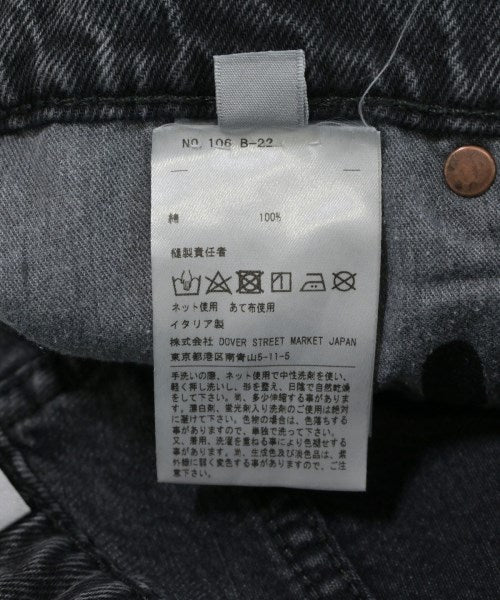 NO. 106 B-22
綿 100%
縫製責任者
ネット使用 あて布使用
イタリア製
株式会社 DOVER STREET MARKET JAPAN
東京都港区南青山5-11-5
手洗いの際、ネット使用で中性洗剤を使い、
軽く押し洗いし、形を整え、日陰で自然乾燥
をして下さい。尚、多少伸縮する事がありま
す。漂白剤、蛍光剤入り洗剤のご使用は絶対
に避けて下さい。色物の場合は、色落ちする
事がありますので、単独で洗って下さい。
又、着用、洗濯を重ねる事により色褪せする
事があります。尚、生成色及び淡色品は、紫
外線に弱く変色する事がありますので、ご注
意下さい。